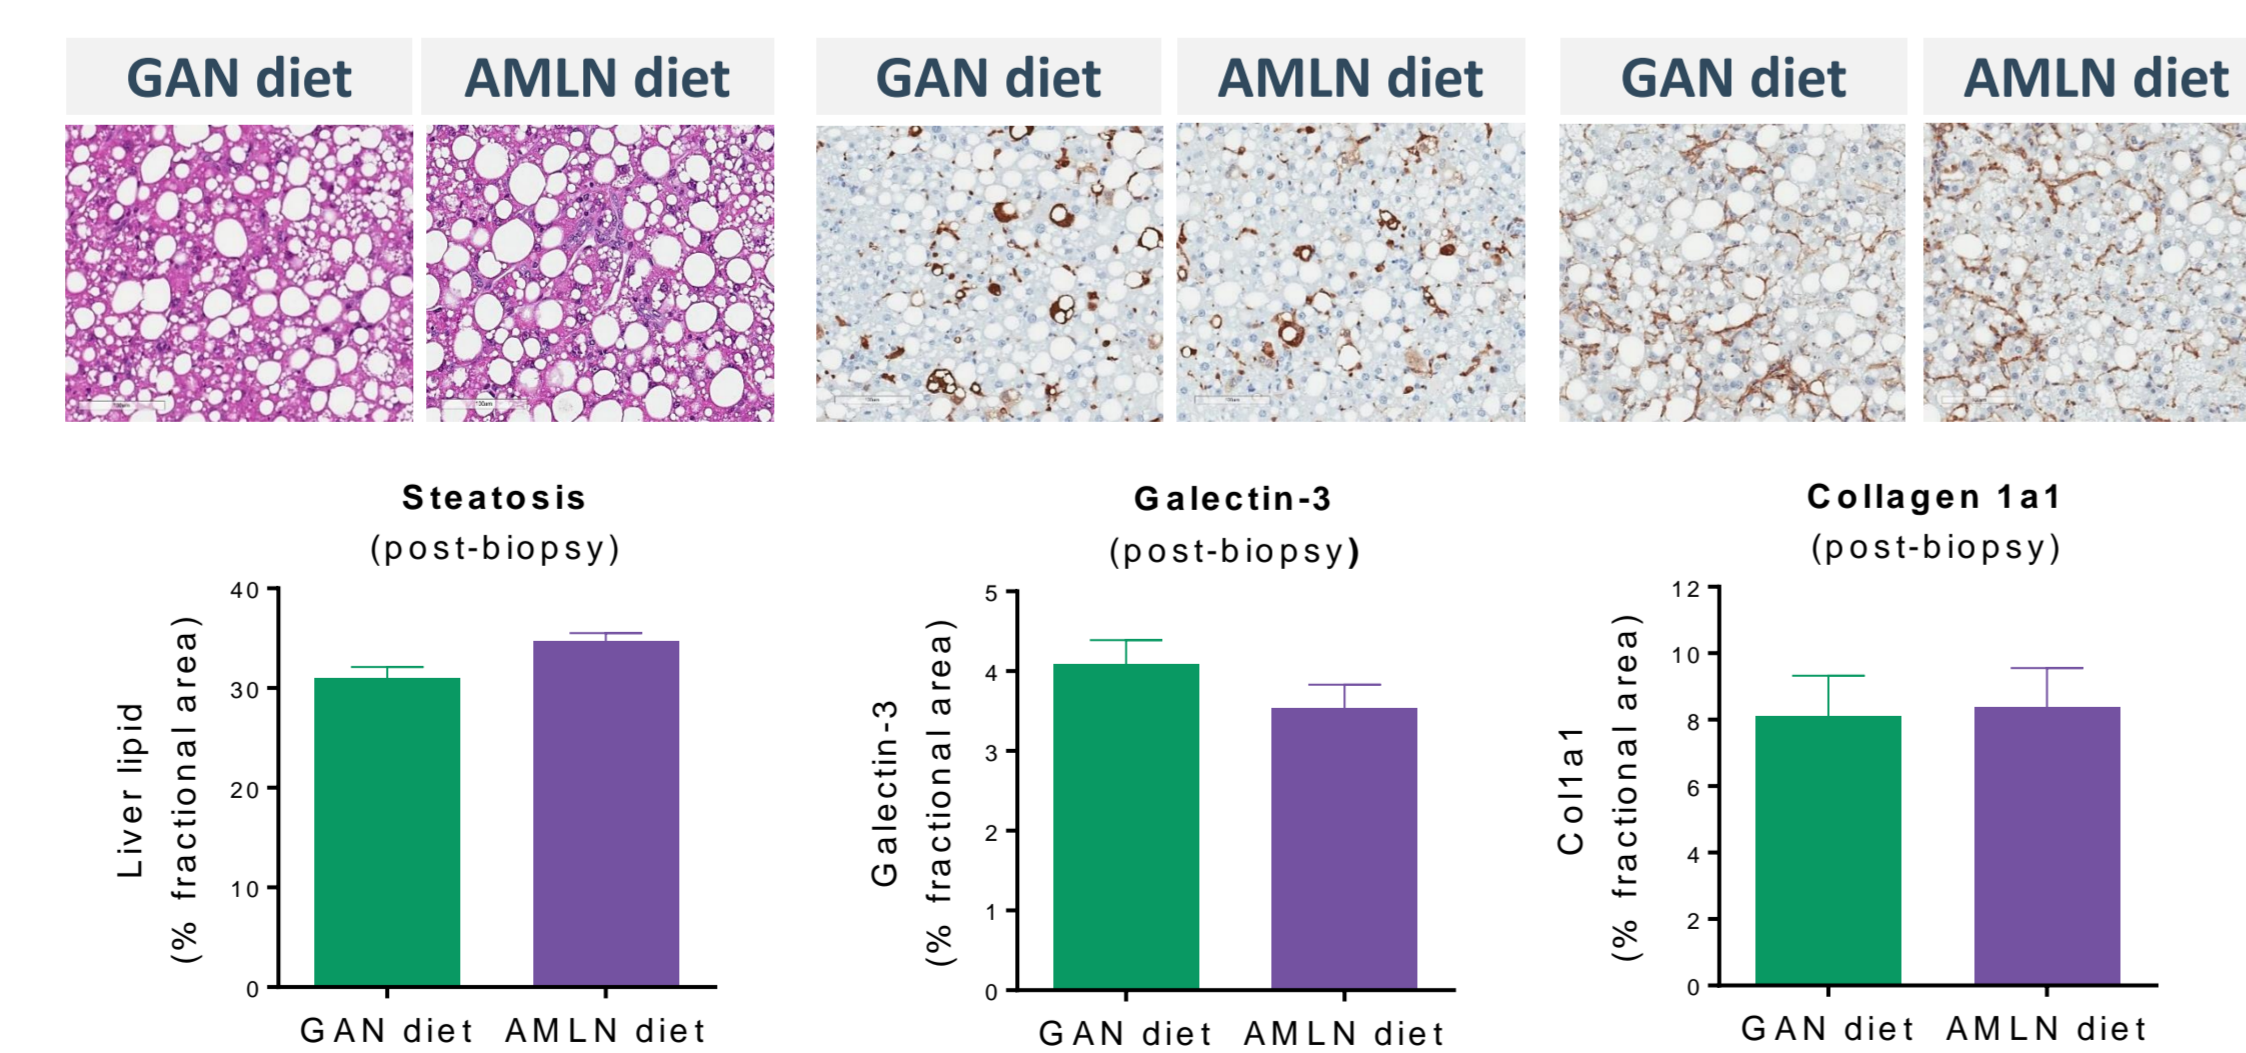 GAN diet
AMLN diet
GAN diet
AMLN diet
GAN diet
AMLN diet
100um
Steatosis
(post-biopsy)
Liver lipid
(% fractional area)
40
30
20
10
0
GAN diet
AMLN diet
Galectin-3
(post-biopsy)
Galectin-3
(% fractional area)
5
4
3
2
1
0
GAN diet
AMLN diet
Collagen 1a1
(post-biopsy)
Col1a1
(% fractional area)
12
10
8
6
4
2
0
GAN diet
AMLN diet